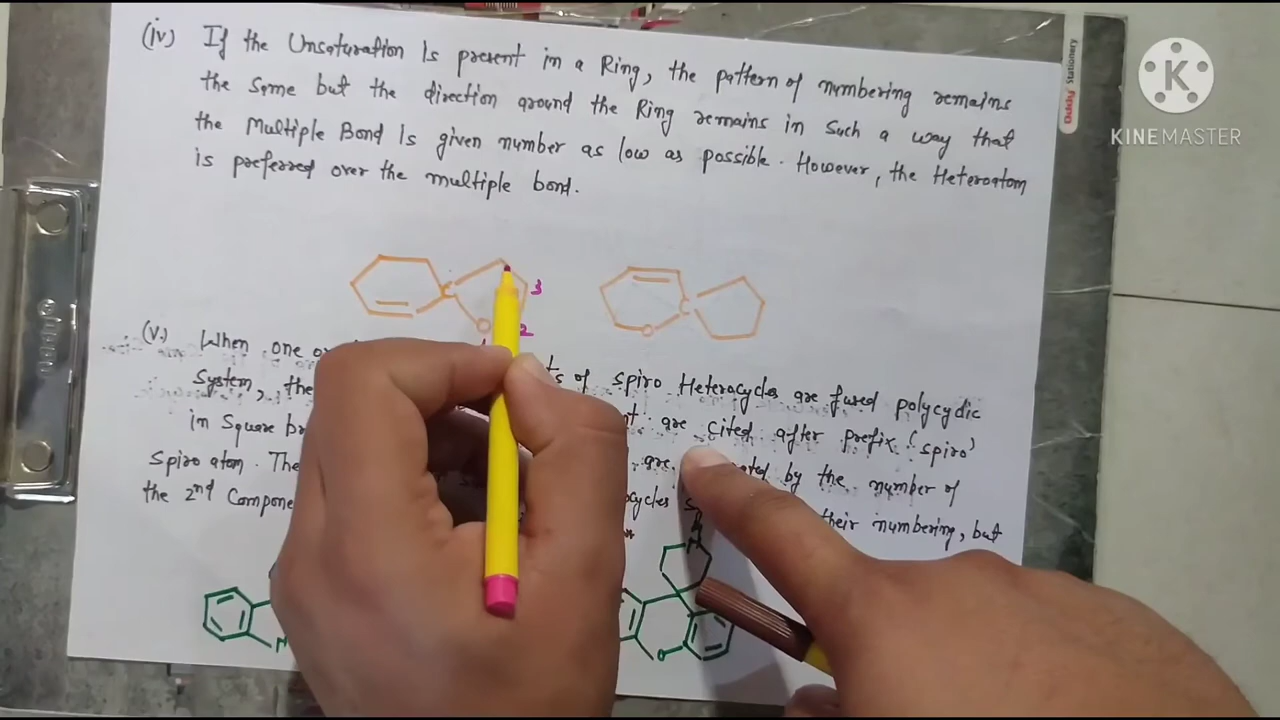 (iv) If the Unsaturation Is present in a Ring, the pattern of numbering remains
the same but the direction around the Ring remains in such a way that
the Multiple Bond Is given number as low as possible. However, the Heteroatom
is preferred over the multiple bond.
C
O
3
2
C
O
(V.) When one
of spiro Heterocycles are fused polycyclic
System, the
are cited after prefix 'spiro'
in Square
are by the number of
spiro atom. The
their numbering, but
the 2nd
N
O
Oddy Stationery
Oddy
K
KINEMASTER